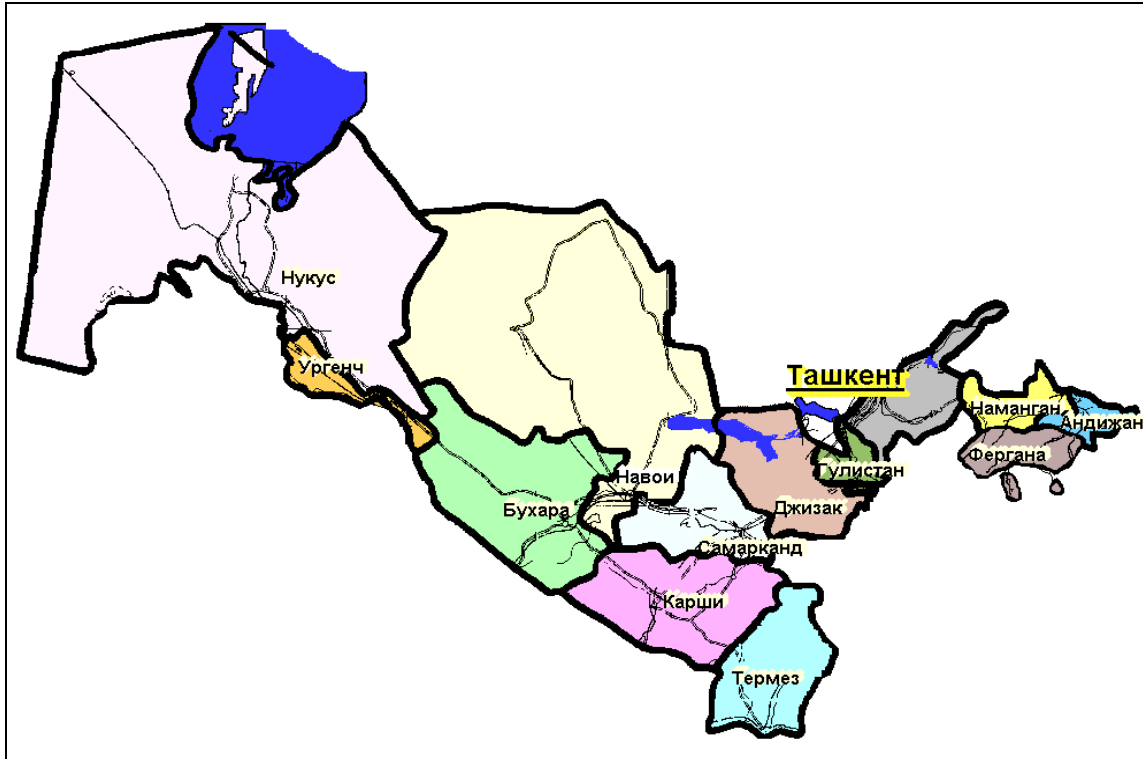 Нукус
Ургенч
Ташкент
Наманган
Андижан
Фергана
Гулистан
Навои
Бухара
Джизак
Самарканд
Карши
Термез